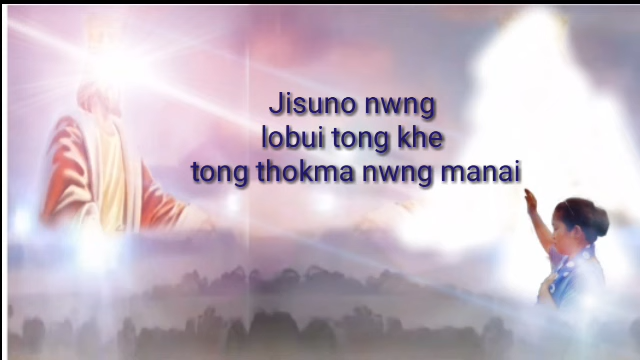 Jisuno nwng
lobui tong khe
tong thokma nwng manai